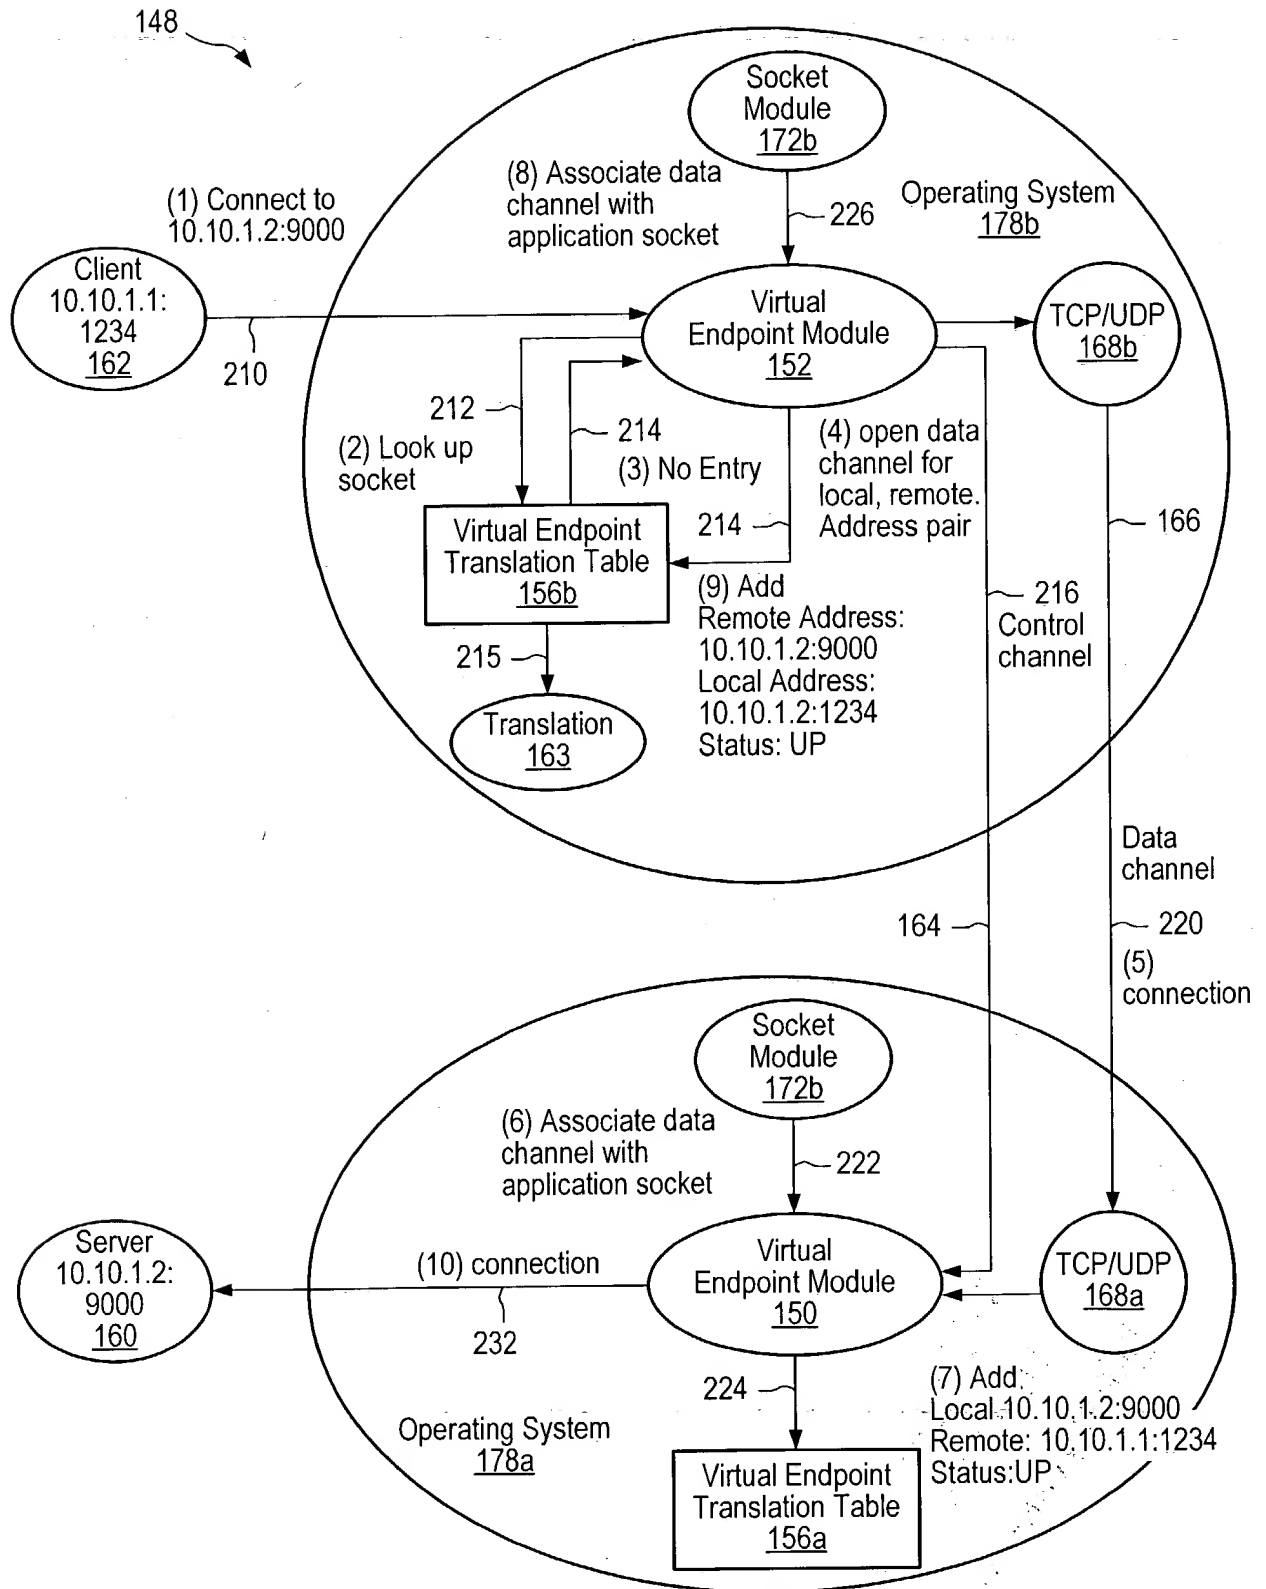 148
Socket
Module
172b
(8) Associate data
channel with
application socket
226
Operating System
178b
(1) Connect to
10.10.1.2:9000
Client
10.10.1.1:
1234
162
210
Virtual
Endpoint Module
152
TCP/UDP
168b
212
214
(2) Look up
socket
(3) No Entry
(4) open data
channel for
local, remote.
Address pair
214
166
Virtual Endpoint
Translation Table
156b
(9) Add
Remote Address:
10.10.1.2:9000
Local Address:
10.10.1.2:1234
Status: UP
216
Control
channel
215
Translation
163
Data
channel
164
220
(5)
connection
Socket
Module
172b
(6) Associate data
channel with
application socket
222
Server
10.10.1.2:
9000
160
(10) connection
232
Virtual
Endpoint Module
150
TCP/UDP
168a
224
(7) Add
Local 10.10.1.2:9000
Remote: 10.10.1.1:1234
Status:UP
Operating System
178a
Virtual Endpoint
Translation Table
156a